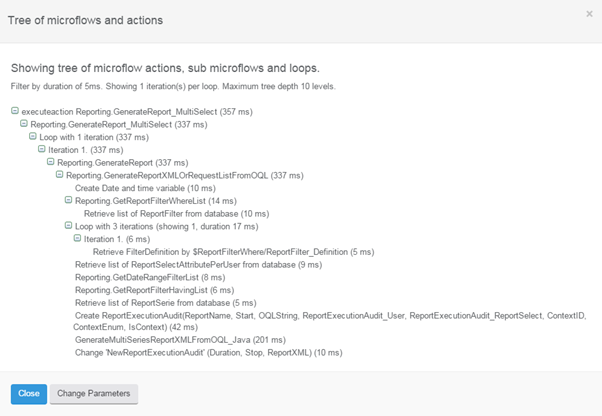 Tree of microflows and actions
×
Showing tree of microflow actions, sub microflows and loops.
Filter by duration of 5ms. Showing 1 iteration(s) per loop. Maximum tree depth 10 levels.
executeaction Reporting.GenerateReport_MultiSelect (357 ms)
Reporting.GenerateReport_MultiSelect (337 ms)
Loop with 1 iteration (337 ms)
Iteration 1. (337 ms)
Reporting.GenerateReport (337 ms)
Reporting.GenerateReportXMLOrRequestListFromOQL (337 ms)
Create Date and time variable (10 ms)
Reporting.GetReportFilterWhereList (14 ms)
Retrieve list of ReportFilter from database (10 ms)
Loop with 3 iterations (showing 1, duration 17 ms)
Iteration 1. (6 ms)
Retrieve FilterDefinition by $ReportFilterWhere/ReportFilter_Definition (5 ms)
Retrieve list of ReportSelectAttributePerUser from database (9 ms)
Reporting.GetDateRangeFilterList (8 ms)
Reporting.GetReportFilterHavingList (6 ms)
Retrieve list of ReportSerie from database (5 ms)
Create ReportExecutionAudit(ReportName, Start, OQLString, ReportExecutionAudit_User, ReportExecutionAudit_ReportSelect, ContextID,
ContextEnum, IsContext) (42 ms)
GenerateMultiSeriesReportXMLFromOQL_Java (201 ms)
Change 'NewReportExecutionAudit' (Duration, Stop, ReportXML) (10 ms)
Close Change Parameters